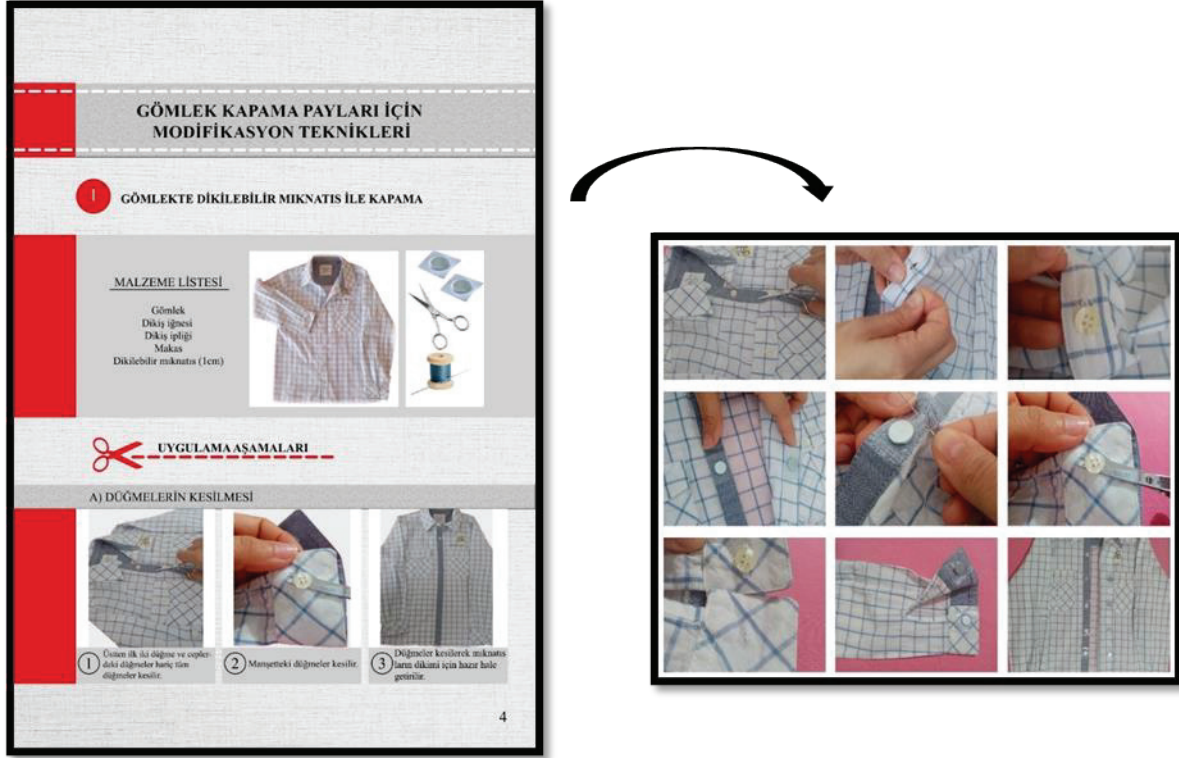 GÖMLEK KAPAMA PAYLARI İÇİN
MODİFİKASYON TEKNİKLERİ
1
GÖMLEKTE DİKİLEBİLİR MIKNATIS İLE KAPAMA
MALZEME LİSTESİ
Gömlek
Dikiş iğnesi
Dikiş ipliği
Makas
Dikilebilir mıknatıs (1cm)
UYGULAMA AŞAMALARI
A) DÜĞMELERİN KESİLMESİ
1
Üstten ilk iki düğme ve cepler-
deki düğmeler hariç tüm
düğmeler kesilir.
2
Manşetteki düğmeler kesilir.
3
Düğmeler kesilerek mıknatıs
ların dikimi için hazır hale
getirilir.
4